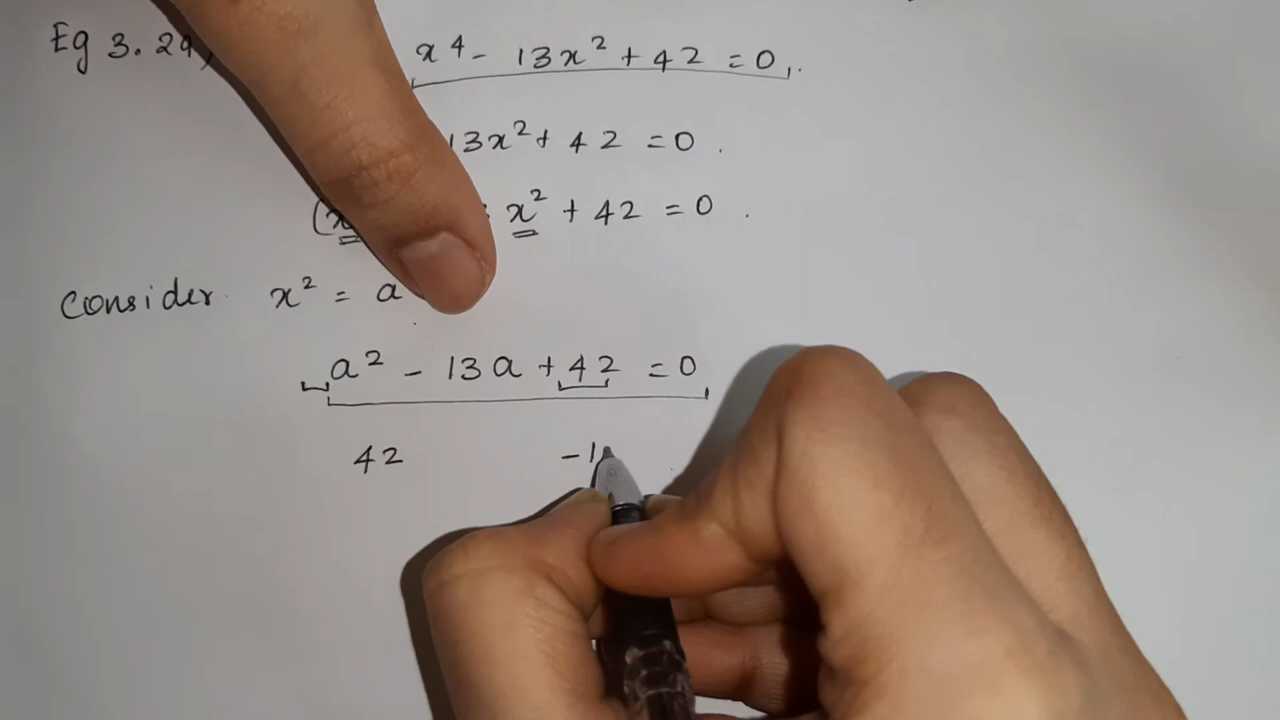 Eg 3.29, x⁴ - 13x² + 42 = 0.
13x² + 42 = 0.
(x x² + 42 = 0.
Consider x² = a
a² - 13a + 42 = 0
42 -1